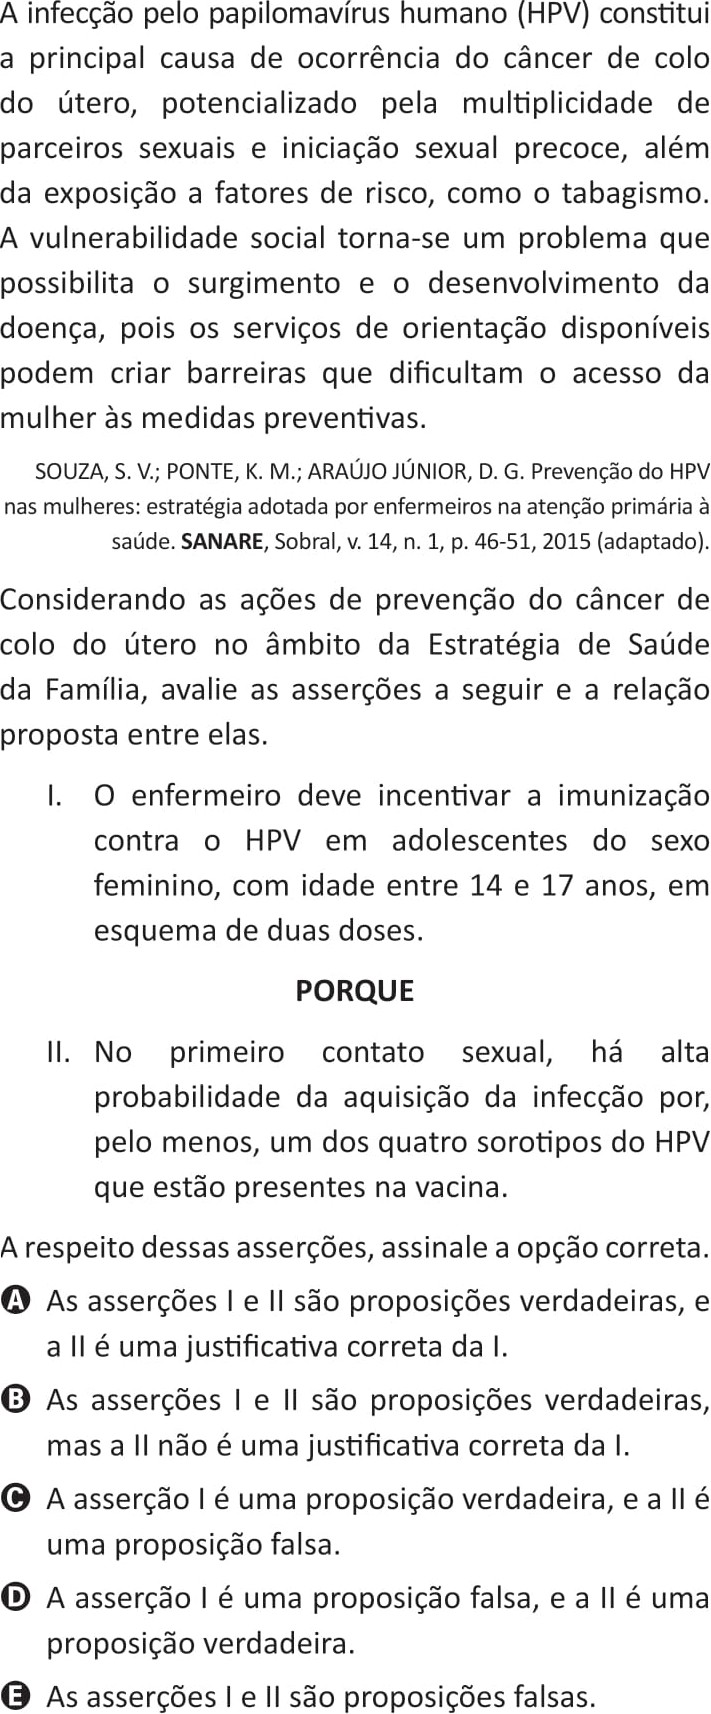 A infecção pelo papilomavírus humano (HPV) constitui
a principal causa de ocorrência do câncer de colo
do útero, potencializado pela multiplicidade de
parceiros sexuais e iniciação sexual precoce, além
da exposição a fatores de risco, como o tabagismo.
A vulnerabilidade social torna-se um problema que
possibilita o surgimento e o desenvolvimento da
doença, pois os serviços de orientação disponíveis
podem criar barreiras que dificultam o acesso da
mulher às medidas preventivas.
SOUZA, S. V.; PONTE, K. M.; ARAÚJO JÚNIOR, D. G. Prevenção do HPV
nas mulheres: estratégia adotada por enfermeiros na atenção primária à
saúde. SANARE, Sobral, v. 14, n. 1, p. 46-51, 2015 (adaptado).
Considerando as ações de prevenção do câncer de
colo do útero no âmbito da Estratégia de Saúde
da Família, avalie as asserções a seguir e a relação
proposta entre elas.
I. O enfermeiro deve incentivar a imunização
contra o HPV em adolescentes do sexo
feminino, com idade entre 14 e 17 anos, em
esquema de duas doses.
PORQUE
II. No primeiro contato sexual, há alta
probabilidade da aquisição da infecção por,
pelo menos, um dos quatro sorotipos do HPV
que estão presentes na vacina.
A respeito dessas asserções, assinale a opção correta.
A As asserções I e II são proposições verdadeiras, e
a II é uma justificativa correta da I.
B As asserções I e II são proposições verdadeiras,
mas a II não é uma justificativa correta da I.
C A asserção I é uma proposição verdadeira, e a II é
uma proposição falsa.
D A asserção I é uma proposição falsa, e a II é uma
proposição verdadeira.
E As asserções I e II são proposições falsas.